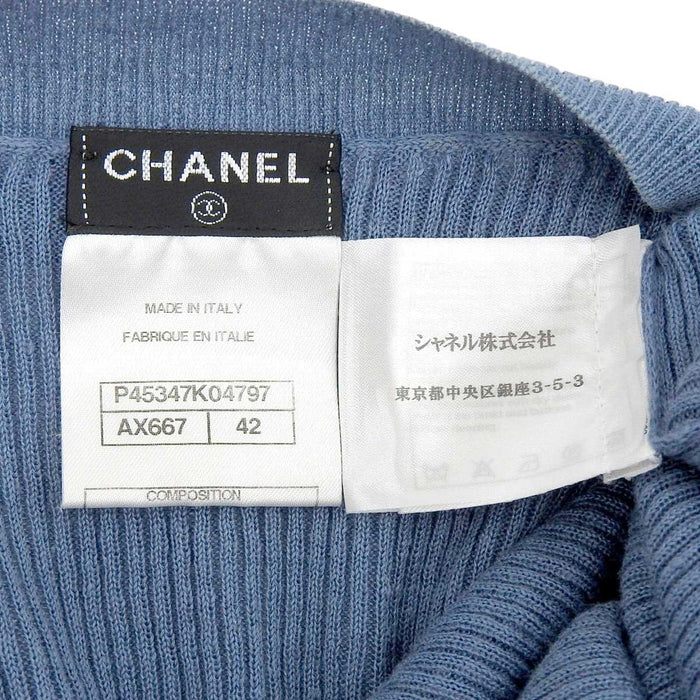 CHANEL
MADE IN ITALY
FABRIQUE EN ITALIE
P45347K04797
AX667 42
COMPOSITION
シャネル株式会社
東京都中央区銀座3-5-3